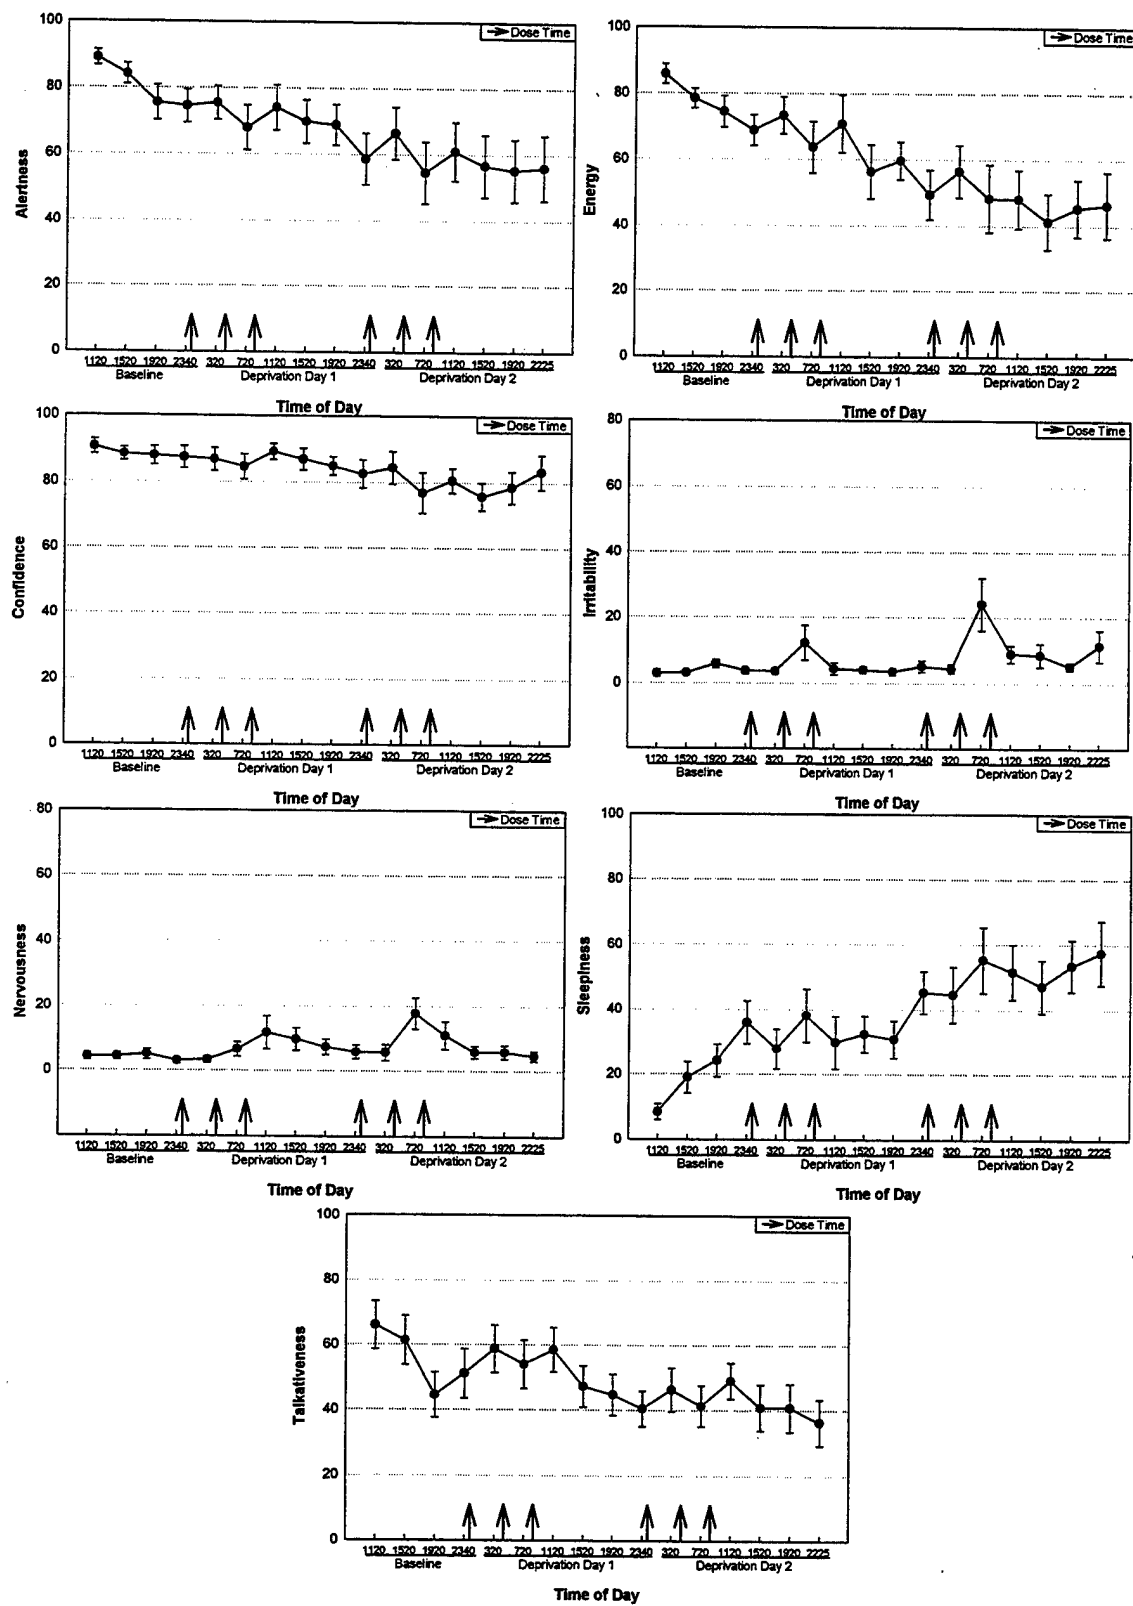 100
Dose Time
80
60
Alertness
40
20
0
1120 1520 1920 2340 320 720 1120 1520 1920 2340 320 720 1120 1520 1920 2225
Baseline Deprivation Day 1 Deprivation Day 2
Time of Day
100
Dose Time
80
60
Energy
40
20
0
1120 1520 1920 2340 320 720 1120 1520 1920 2340 320 720 1120 1520 1920 2225
Baseline Deprivation Day 1 Deprivation Day 2
Time of Day
100
Dose Time
80
60
Confidence
40
20
0
1120 1520 1920 2340 320 720 1120 1520 1920 2340 320 720 1120 1520 1920 2225
Baseline Deprivation Day 1 Deprivation Day 2
Time of Day
80
Dose Time
60
40
Irritability
20
0
1120 1520 1920 2340 320 720 1120 1520 1920 2340 320 720 1120 1520 1920 2225
Baseline Deprivation Day 1 Deprivation Day 2
Time of Day
80
Dose Time
60
40
Nervousness
20
0
1120 1520 1920 2340 320 720 1120 1520 1920 2340 320 720 1120 1520 1920 2225
Baseline Deprivation Day 1 Deprivation Day 2
Time of Day
100
Dose Time
80
60
Sleepiness
40
20
0
1120 1520 1920 2340 320 720 1120 1520 1920 2340 320 720 1120 1520 1920 2225
Baseline Deprivation Day 1 Deprivation Day 2
Time of Day
100
Dose Time
80
60
Talkativeness
40
20
0
1120 1520 1920 2340 320 720 1120 1520 1920 2340 320 720 1120 1520 1920 2225
Baseline Deprivation Day 1 Deprivation Day 2
Time of Day